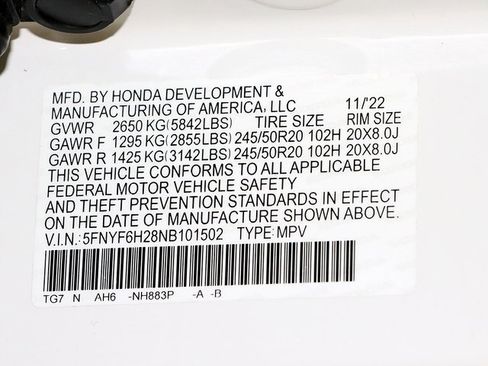 MFD. BY HONDA DEVELOPMENT &
MANUFACTURING OF AMERICA, LLC 11/'22
GVWR 2650 KG(5842LBS) TIRE SIZE RIM SIZE
GAWR F 1295 KG(2855LBS) 245/50R20 102H 20X8.0J
GAWR R 1425 KG(3142LBS) 245/50R20 102H 20X8.0J
THIS VEHICLE CONFORMS TO ALL APPLICABLE
FEDERAL MOTOR VEHICLE SAFETY
AND THEFT PREVENTION STANDARDS IN EFFECT
ON THE DATE OF MANUFACTURE SHOWN ABOVE.
V.I.N.:5FNYF6H28NB101502 TYPE:MPV
TG7 N AH6 -NH883P -A -B